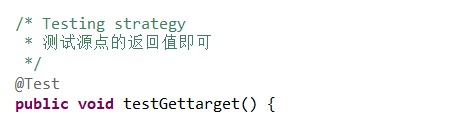 /* Testing strategy
 * 测试源点的返回值即可
 */
@Test
public void testGettarget() {